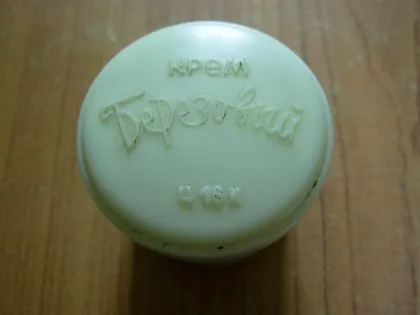 крем
Березовый
Ц 16 К